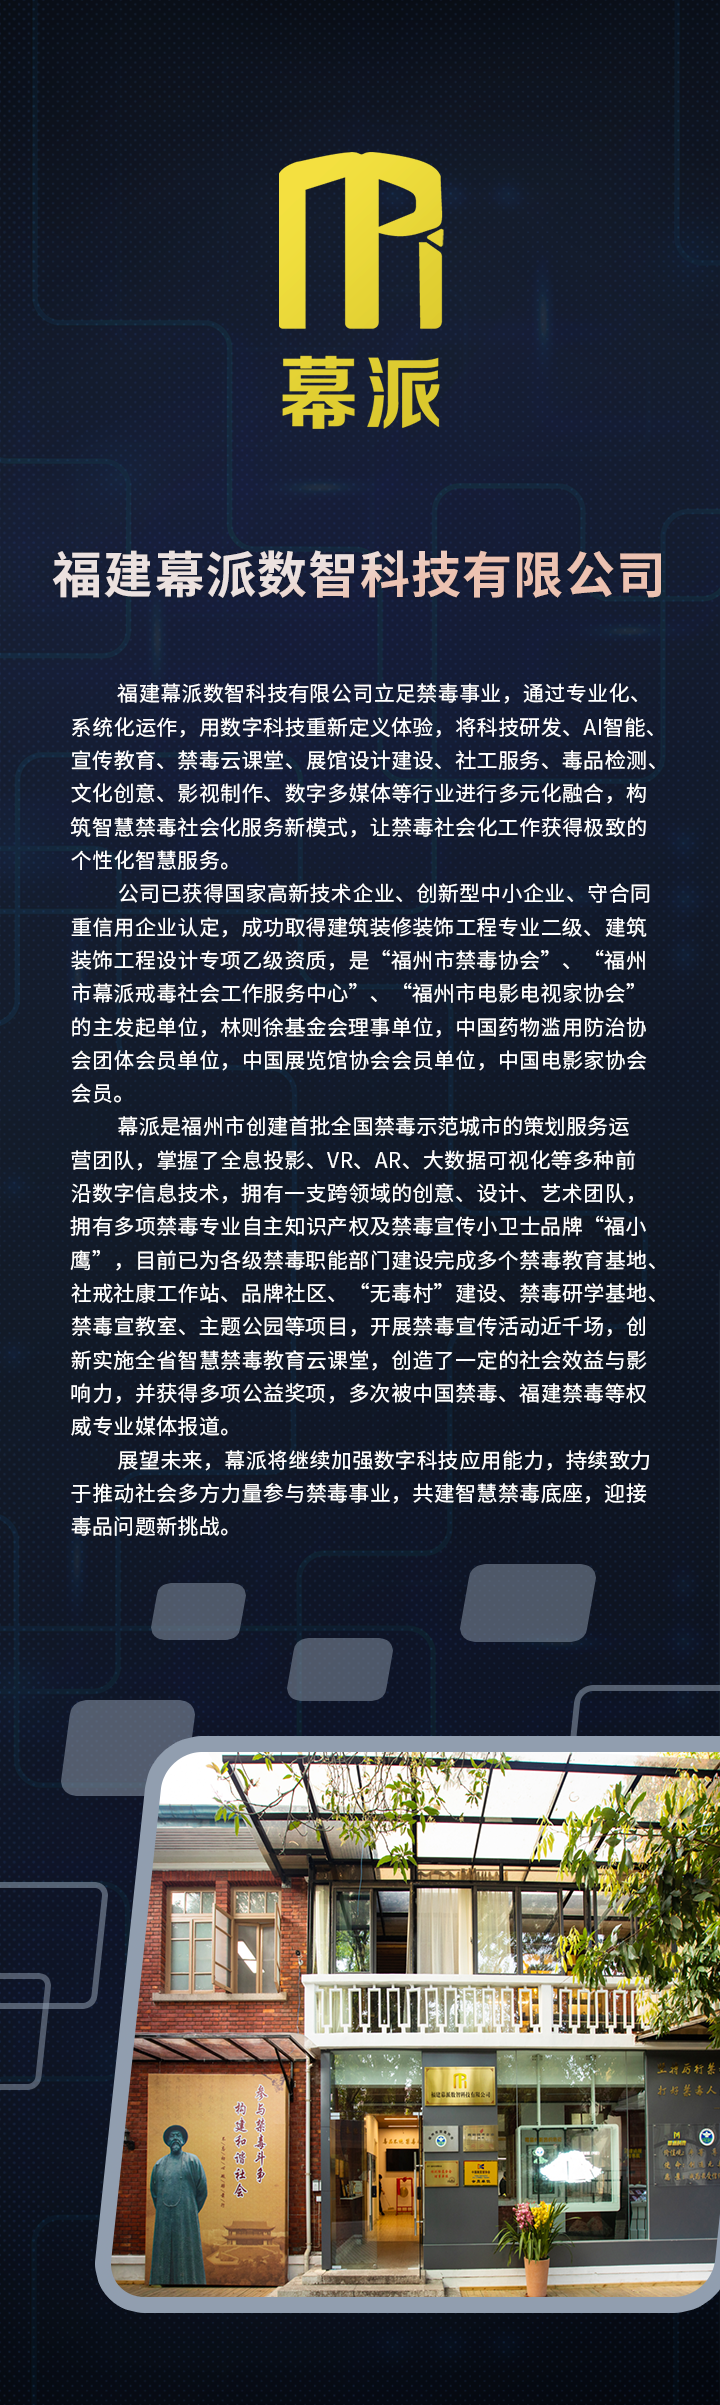 幕派
福建幕派数智科技有限公司
福建幕派数智科技有限公司立足禁毒事业，通过专业化、
系统化运作，用数字科技重新定义体验，将科技研发、AI智能、
宣传教育、禁毒云课堂、展馆设计建设、社工服务、毒品检测、
文化创意、影视制作、数字多媒体等行业进行多元化融合，构
筑智慧禁毒社会化服务新模式，让禁毒社会化工作获得极致的
个性化智慧服务。
公司已获得国家高新技术企业、创新型中小企业、守合同
重信用企业认定，成功取得建筑装修装饰工程专业二级、建筑
装饰工程设计专项乙级资质，是“福州市禁毒协会”、“福州
市幕派戒毒社会工作服务中心”、“福州市电影电视家协会”
的主发起单位，林则徐基金会理事单位，中国药物滥用防治协
会团体会员单位，中国展览馆协会会员单位，中国电影家协会
会员。
幕派是福州市创建首批全国禁毒示范城市的策划服务运
营团队，掌握了全息投影、VR、AR、大数据可视化等多种前
沿数字信息技术，拥有一支跨领域的创意、设计、艺术团队，
拥有多项禁毒专业自主知识产权及禁毒宣传小卫士品牌“福小
鹰”，目前已为各级禁毒职能部门建设完成多个禁毒教育基地、
社戒社康工作站、品牌社区、“无毒村”建设、禁毒研学基地、
禁毒宣教室、主题公园等项目，开展禁毒宣传活动近千场，创
新实施全省智慧禁毒教育云课堂，创造了一定的社会效益与影
响力，并获得多项公益奖项，多次被中国禁毒、福建禁毒等权
威专业媒体报道。
展望未来，幕派将继续加强数字科技应用能力，持续致力
于推动社会多方力量参与禁毒事业，共建智慧禁毒底座，迎接
毒品问题新挑战。
福建幕派数智科技有限公司
参与禁毒斗争
构建和谐社会